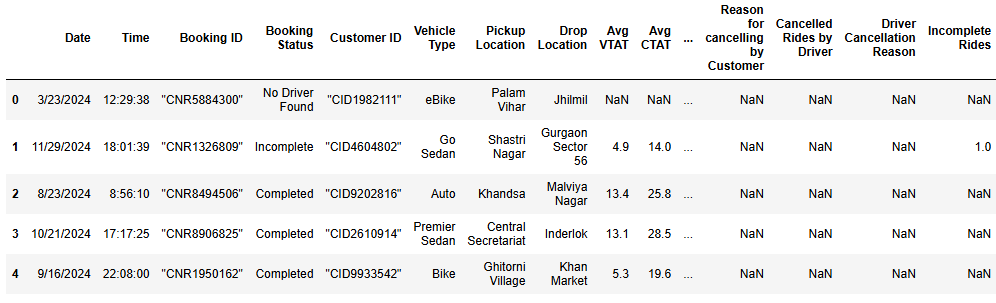 Date Time Booking ID Booking Status Customer ID Vehicle Type Pickup Location Drop Location Avg VTAT Avg CTAT ... Reason for cancelling by Customer Cancelled Rides by Driver Driver Cancellation Reason Incomplete Rides
0 3/23/2024 12:29:38 "CNR5884300" No Driver Found "CID1982111" eBike Palam Vihar Jhilmil NaN NaN ... NaN NaN NaN NaN
1 11/29/2024 18:01:39 "CNR1326809" Incomplete "CID4604802" Go Sedan Shastri Nagar Gurgaon Sector 56 4.9 14.0 ... NaN NaN NaN 1.0
2 8/23/2024 8:56:10 "CNR8494506" Completed "CID9202816" Auto Khandsa Malviya Nagar 13.4 25.8 ... NaN NaN NaN NaN
3 10/21/2024 17:17:25 "CNR8906825" Completed "CID2610914" Premier Sedan Central Secretariat Inderlok 13.1 28.5 ... NaN NaN NaN NaN
4 9/16/2024 22:08:00 "CNR1950162" Completed "CID9933542" Bike Ghitorni Village Khan Market 5.3 19.6 ... NaN NaN NaN NaN